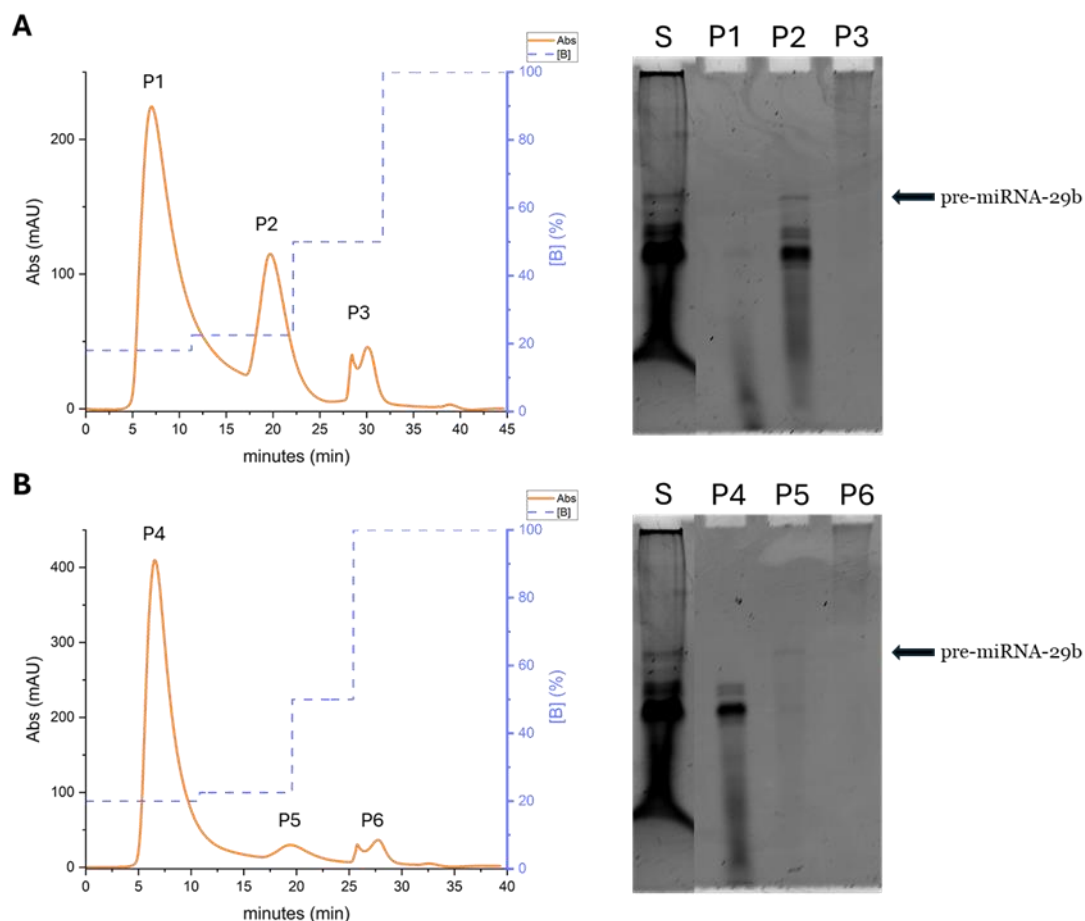 A
Abs
[B]
P1
P2
P3
200
100
0
100
80
60
40
20
0
Abs (mAU)
[B] (%)
0 5 10 15 20 25 30 35 40 45
minutes (min)
S P1 P2 P3
pre-miRNA-29b
B
Abs
[B]
P4
P5
P6
400
300
200
100
0
100
80
60
40
20
0
Abs (mAU)
[B] (%)
0 5 10 15 20 25 30 35 40
minutes (min)
S P4 P5 P6
pre-miRNA-29b